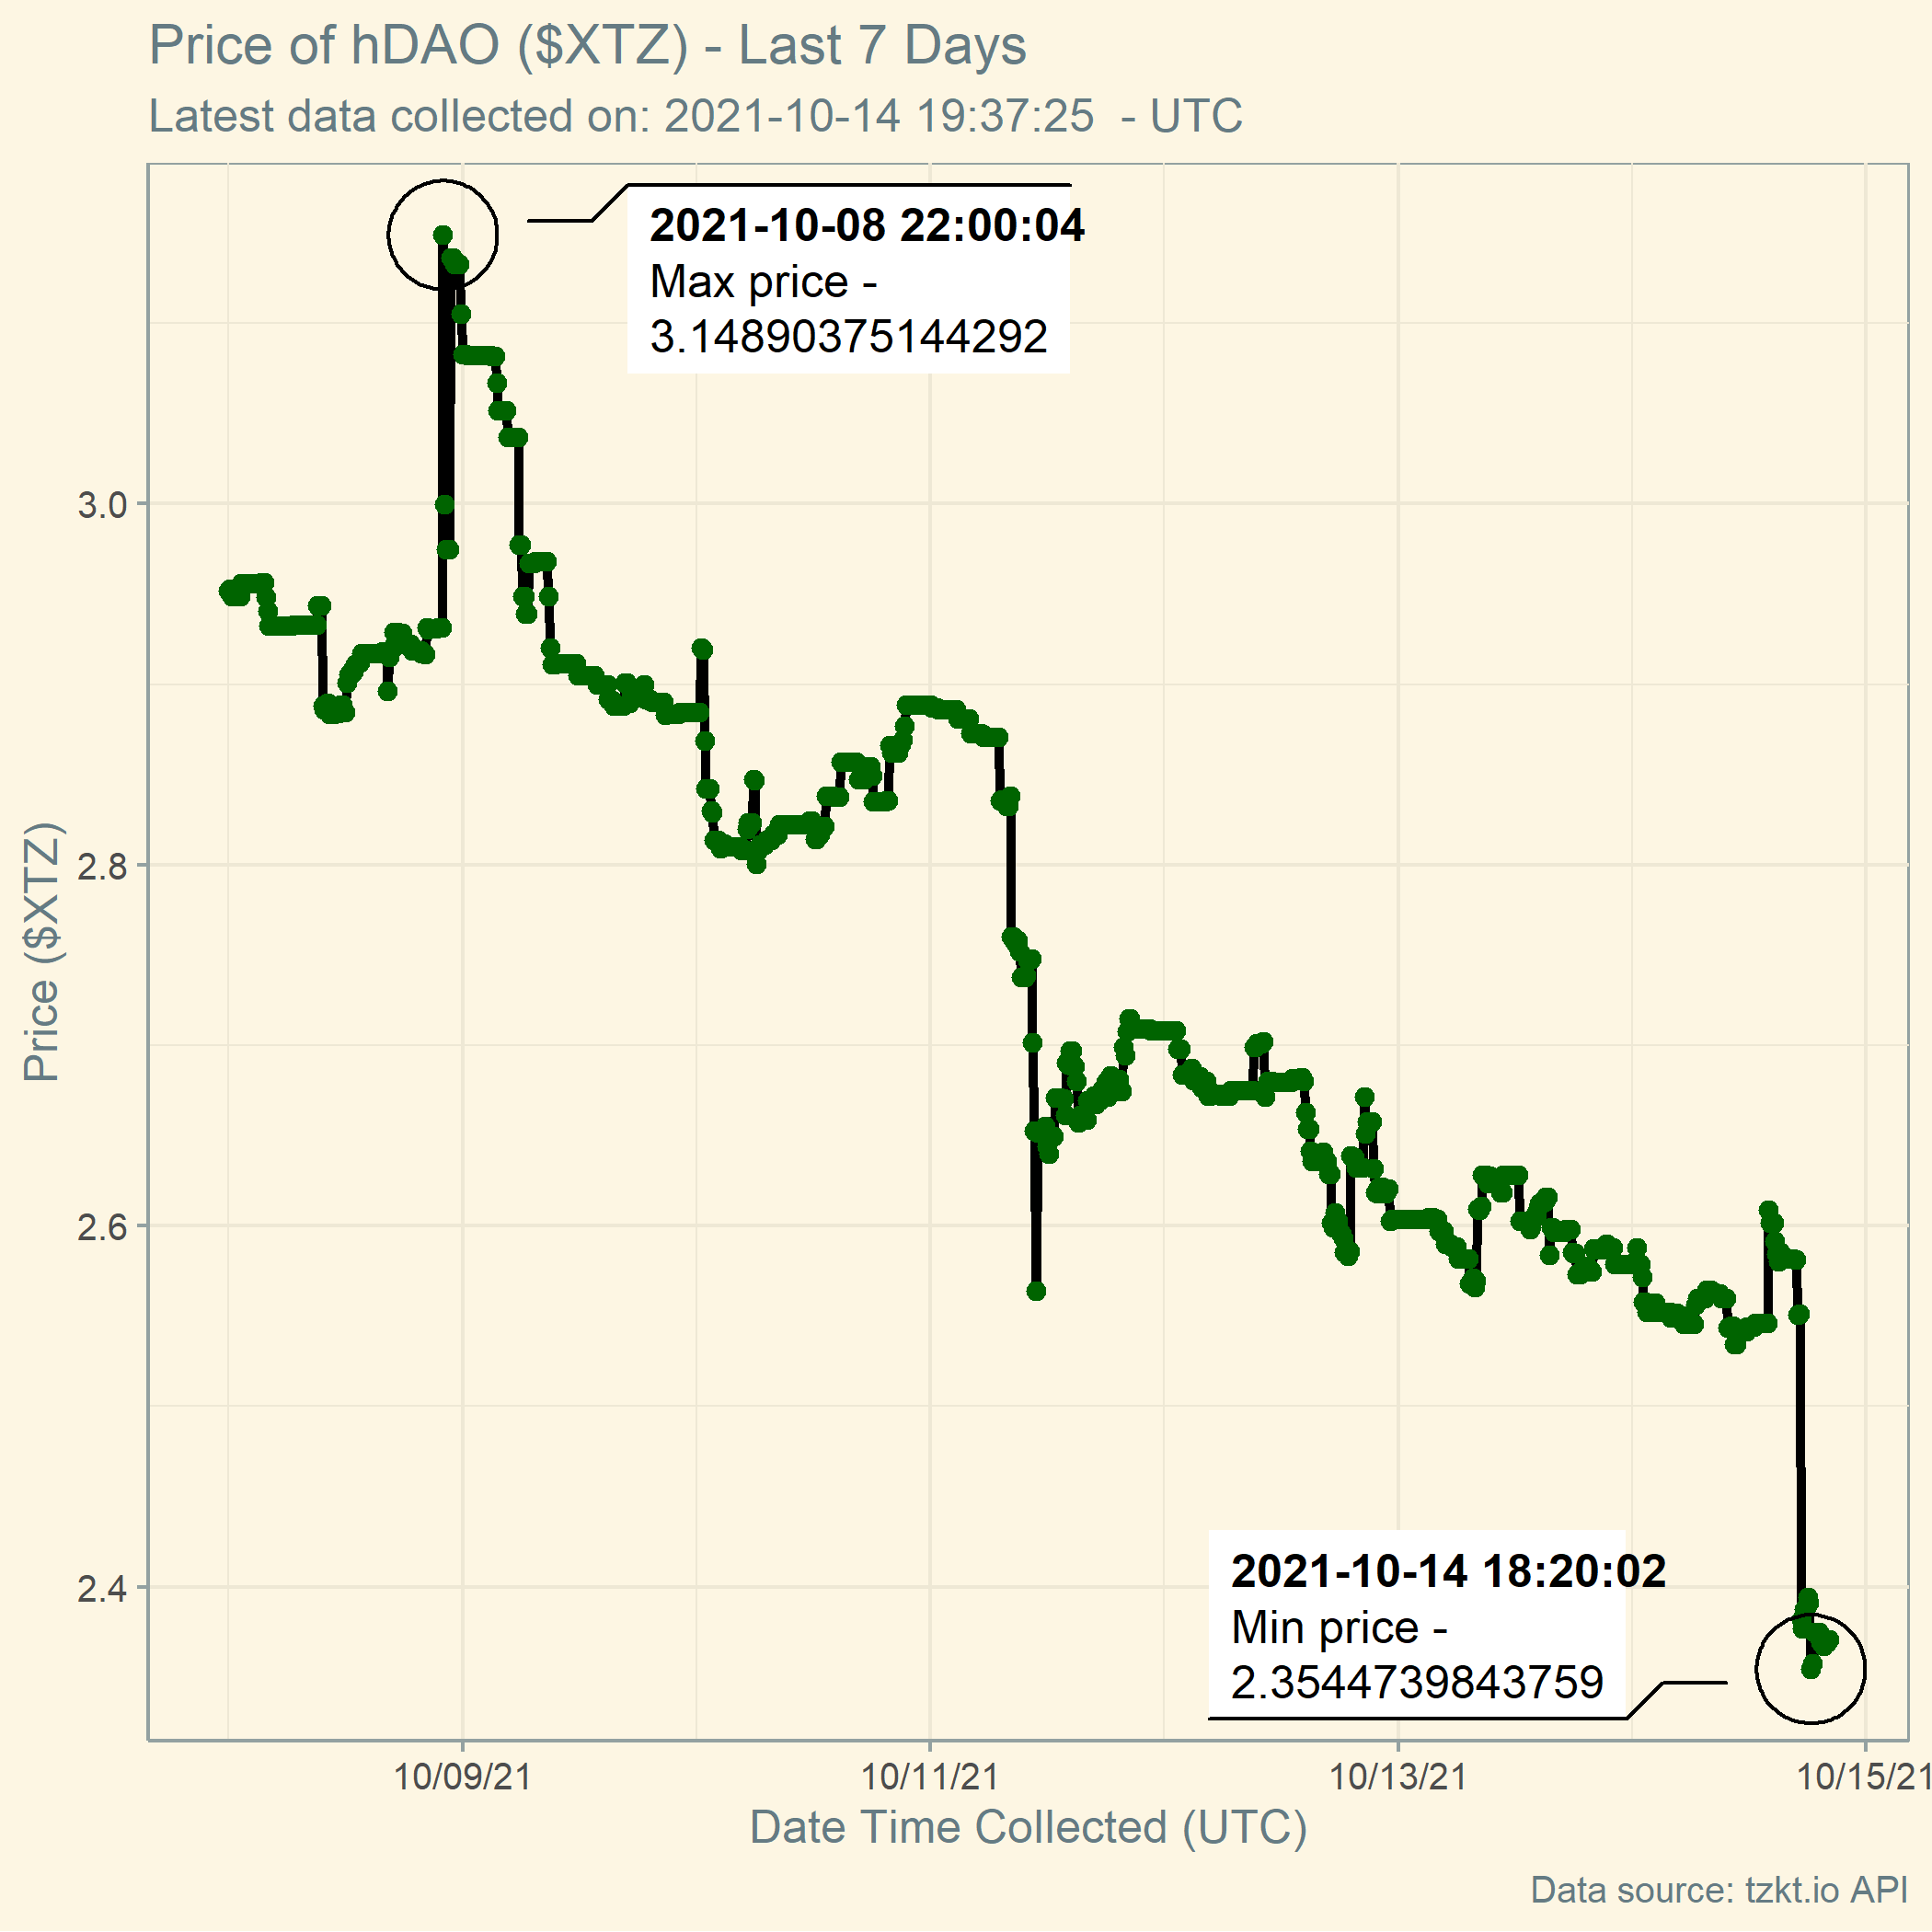 Price of hDAO ($XTZ) - Last 7 Days
Latest data collected on: 2021-10-14 19:37:25  - UTC
2021-10-08 22:00:04
Max price -
3.14890375144292
3.0
2.8
2.6
2.4
Price ($XTZ)
2021-10-14 18:20:02
Min price -
2.3544739843759
10/09/21
10/11/21
10/13/21
10/15/21
Date Time Collected (UTC)
Data source: tzkt.io API